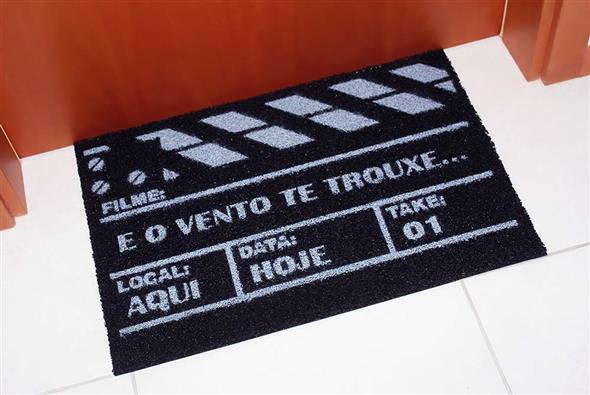 FILME:
E O VENTO TE TROUXE...
LOCAL: DATA: TAKE:
AQUI HOJE 01